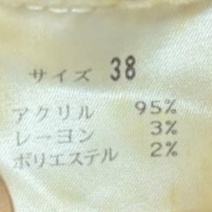 サイズ 38
アクリル 95%
レーヨン 3%
ポリエステル 2%